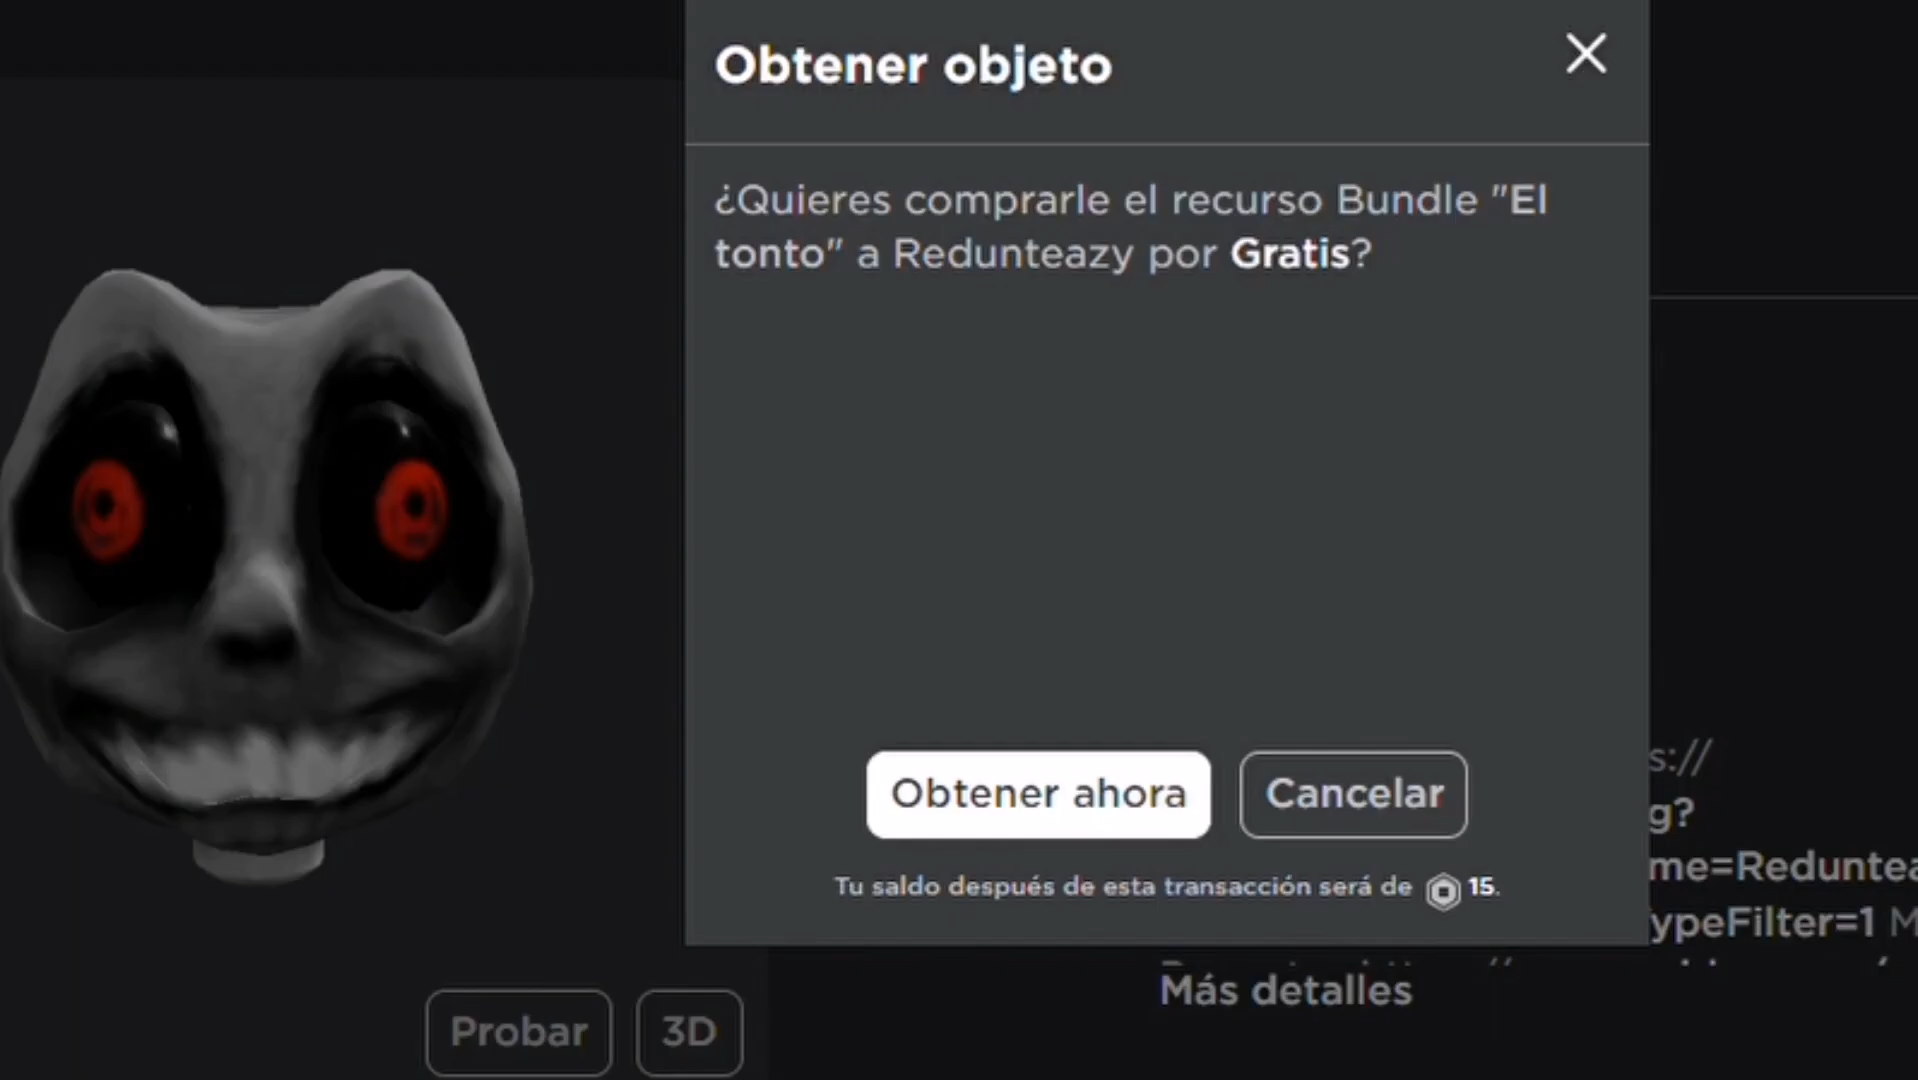 Obtener objeto
¿Quieres comprarle el recurso Bundle "El
tonto" a Redunteazy por Gratis?
Obtener ahora
Cancelar
Tu saldo después de esta transacción será de 15.
s://
g?
me=Reduntea
ypeFilter=1 M
Más detalles
Probar
3D